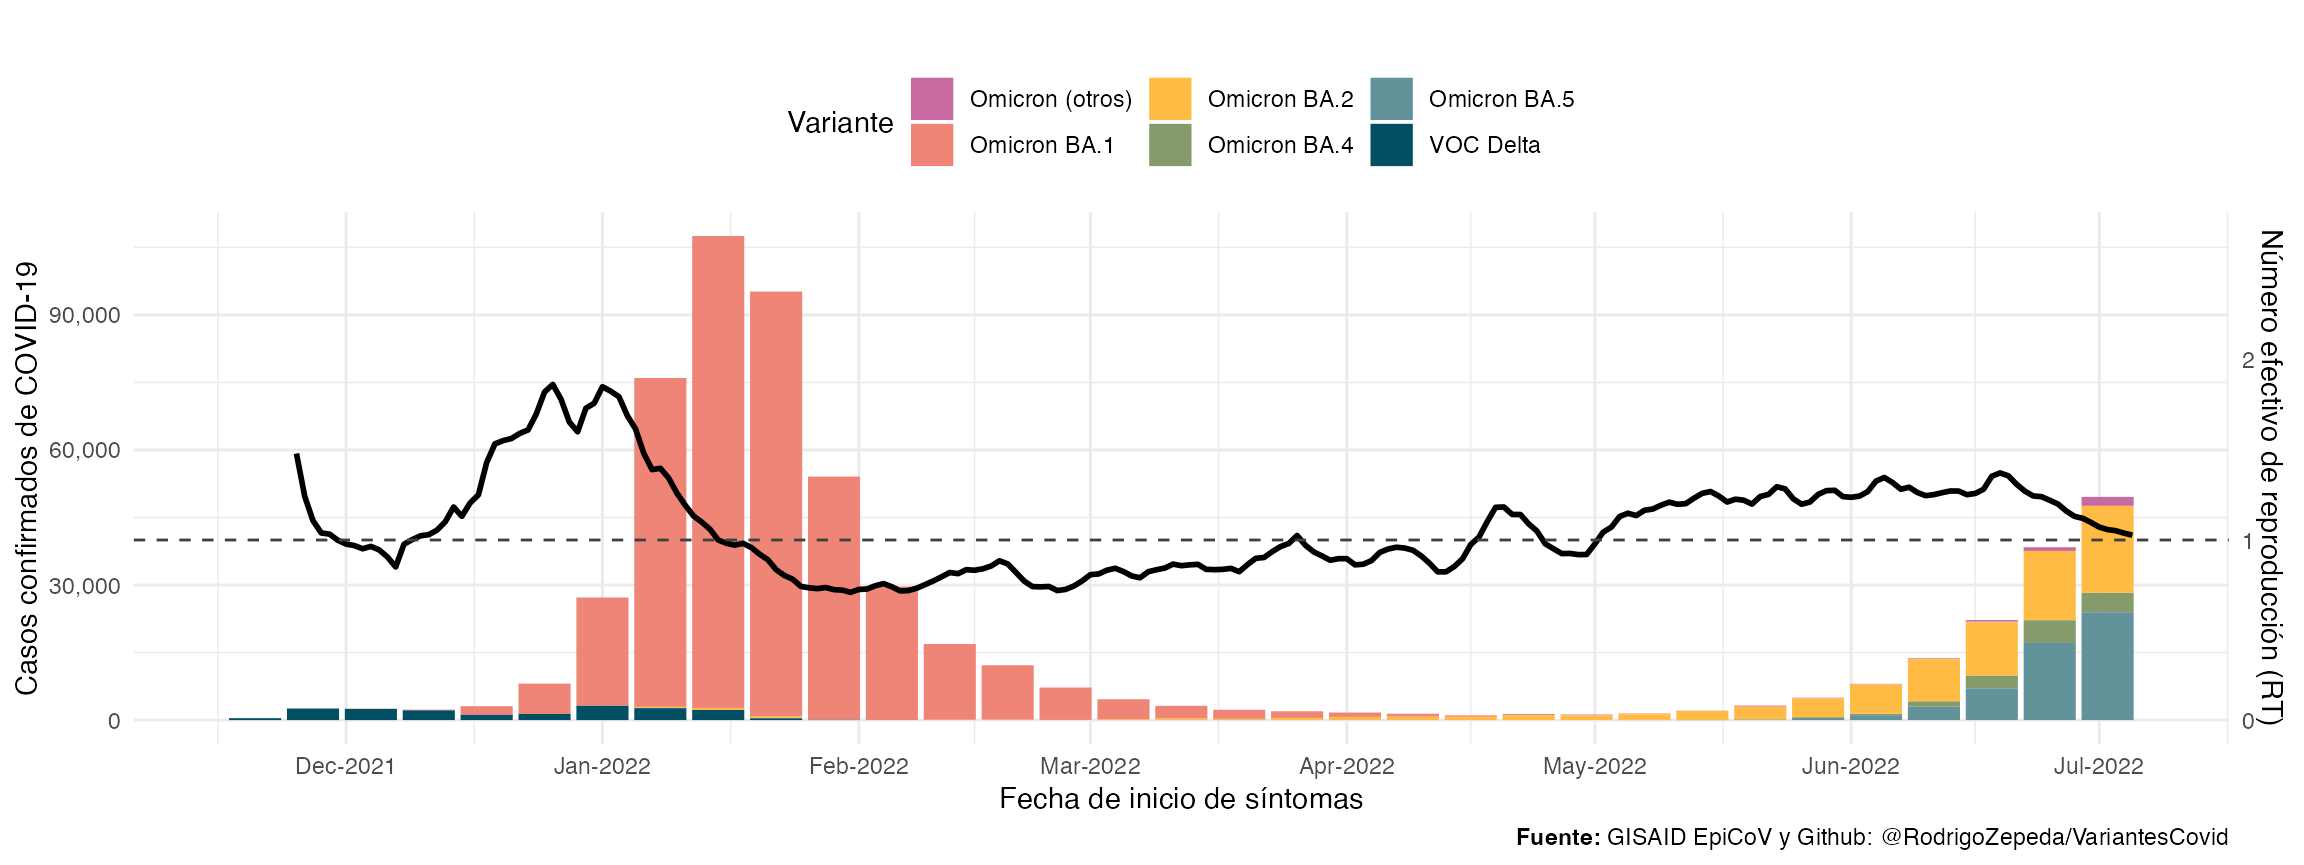 Variante
Omicron (otros)
Omicron BA.2
Omicron BA.5
Omicron BA.1
Omicron BA.4
VOC Delta
Casos confirmados de COVID-19
90,000
60,000
30,000
0
2
1
0
Número efectivo de reproducción (RT)
Dec-2021
Jan-2022
Feb-2022
Mar-2022
Apr-2022
May-2022
Jun-2022
Jul-2022
Fecha de inicio de síntomas
Fuente: GISAID EpiCoV y Github: @RodrigoZepeda/VariantesCovid